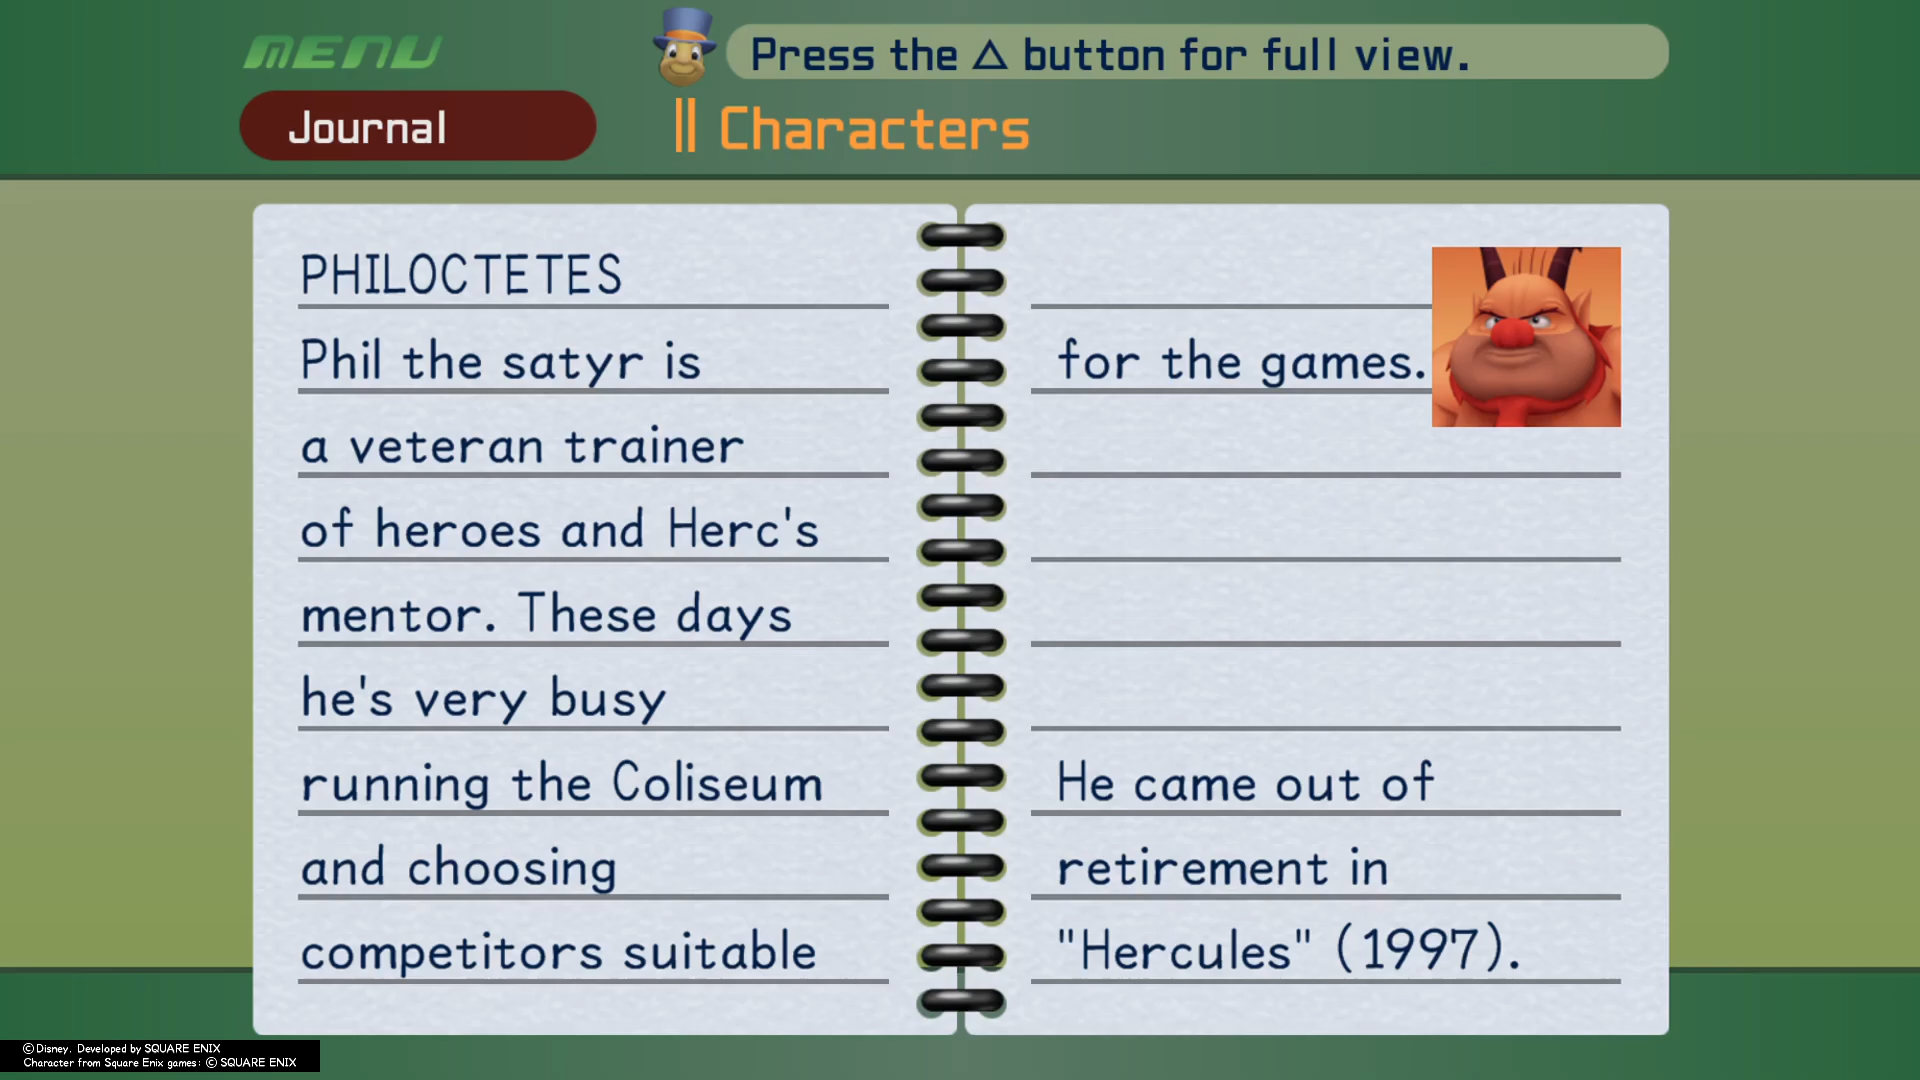 MENU
Press the △ button for full view.
Journal
Characters
PHILOCTETES
Phil the satyr is
a veteran trainer
of heroes and Herc's
mentor. These days
he's very busy
running the Coliseum
and choosing
competitors suitable
for the games.
He came out of
retirement in
"Hercules" (1997).
©Disney. Developed by SQUARE ENIX
Character from Square Enix games: © SQUARE ENIX